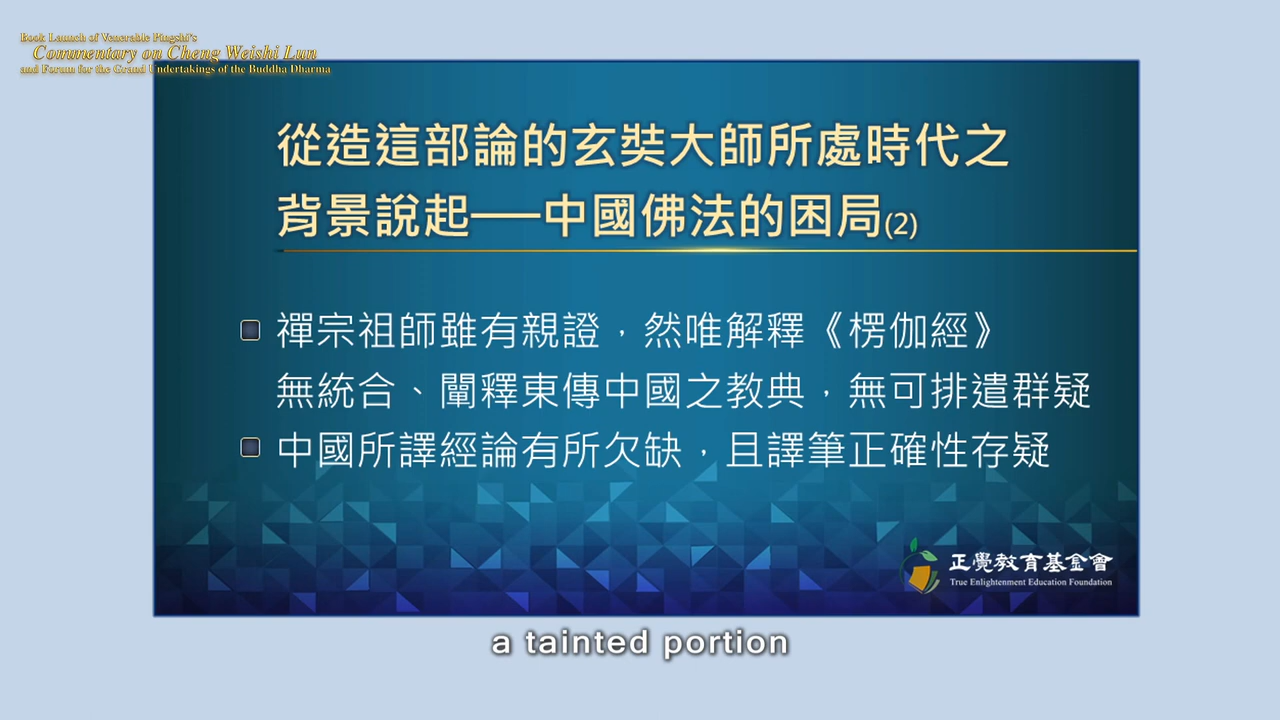 Book Launch of Venerable Pingshi's
Commentary on Cheng Weishi Lun
and Forum for the Grand Undertakings of the Buddha Dharma
從造這部論的玄奘大師所處時代之
背景說起──中國佛法的困局(2)
禪宗祖師雖有親證，然唯解釋《楞伽經》
無統合、闡釋東傳中國之教典，無可排遣群疑
中國所譯經論有所欠缺，且譯筆正確性存疑
正覺教育基金會
True Enlightenment Education Foundation
a tainted portion